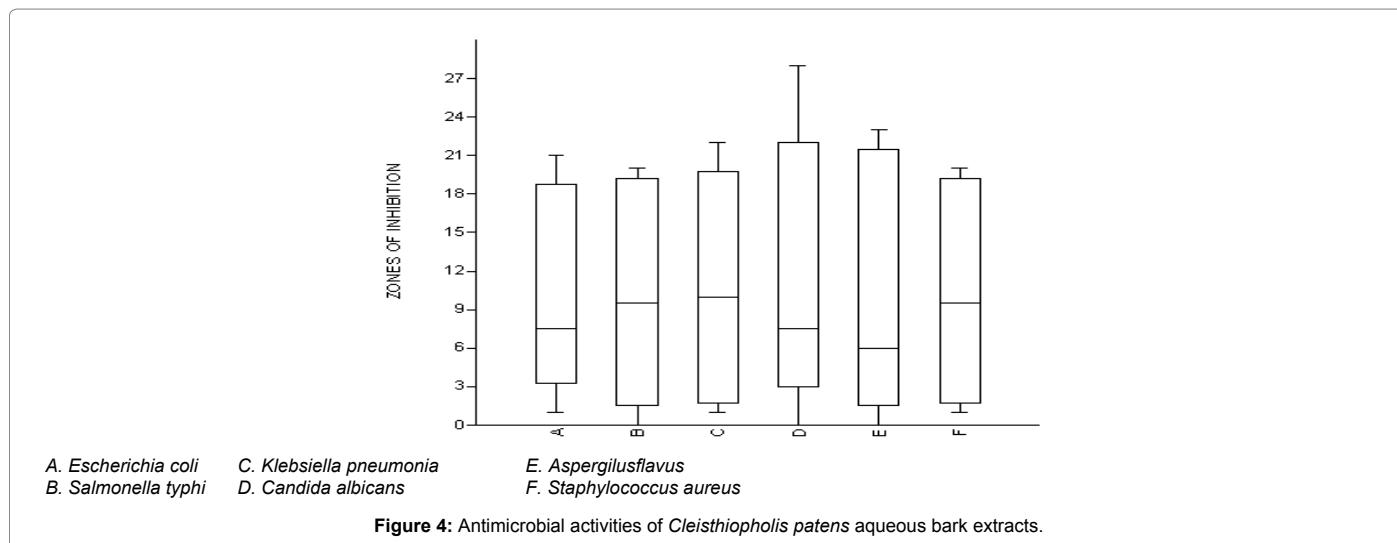 27
24
21
18
15
12
9
6
3
0
ZONES OF INHIBITION
A B C D E F
A. Escherichia coli C. Klebsiella pneumonia E. Aspergilusflavus
B. Salmonella typhi D. Candida albicans F. Staphylococcus aureus
Figure 4: Antimicrobial activities of Cleisthiopholis patens aqueous bark extracts.